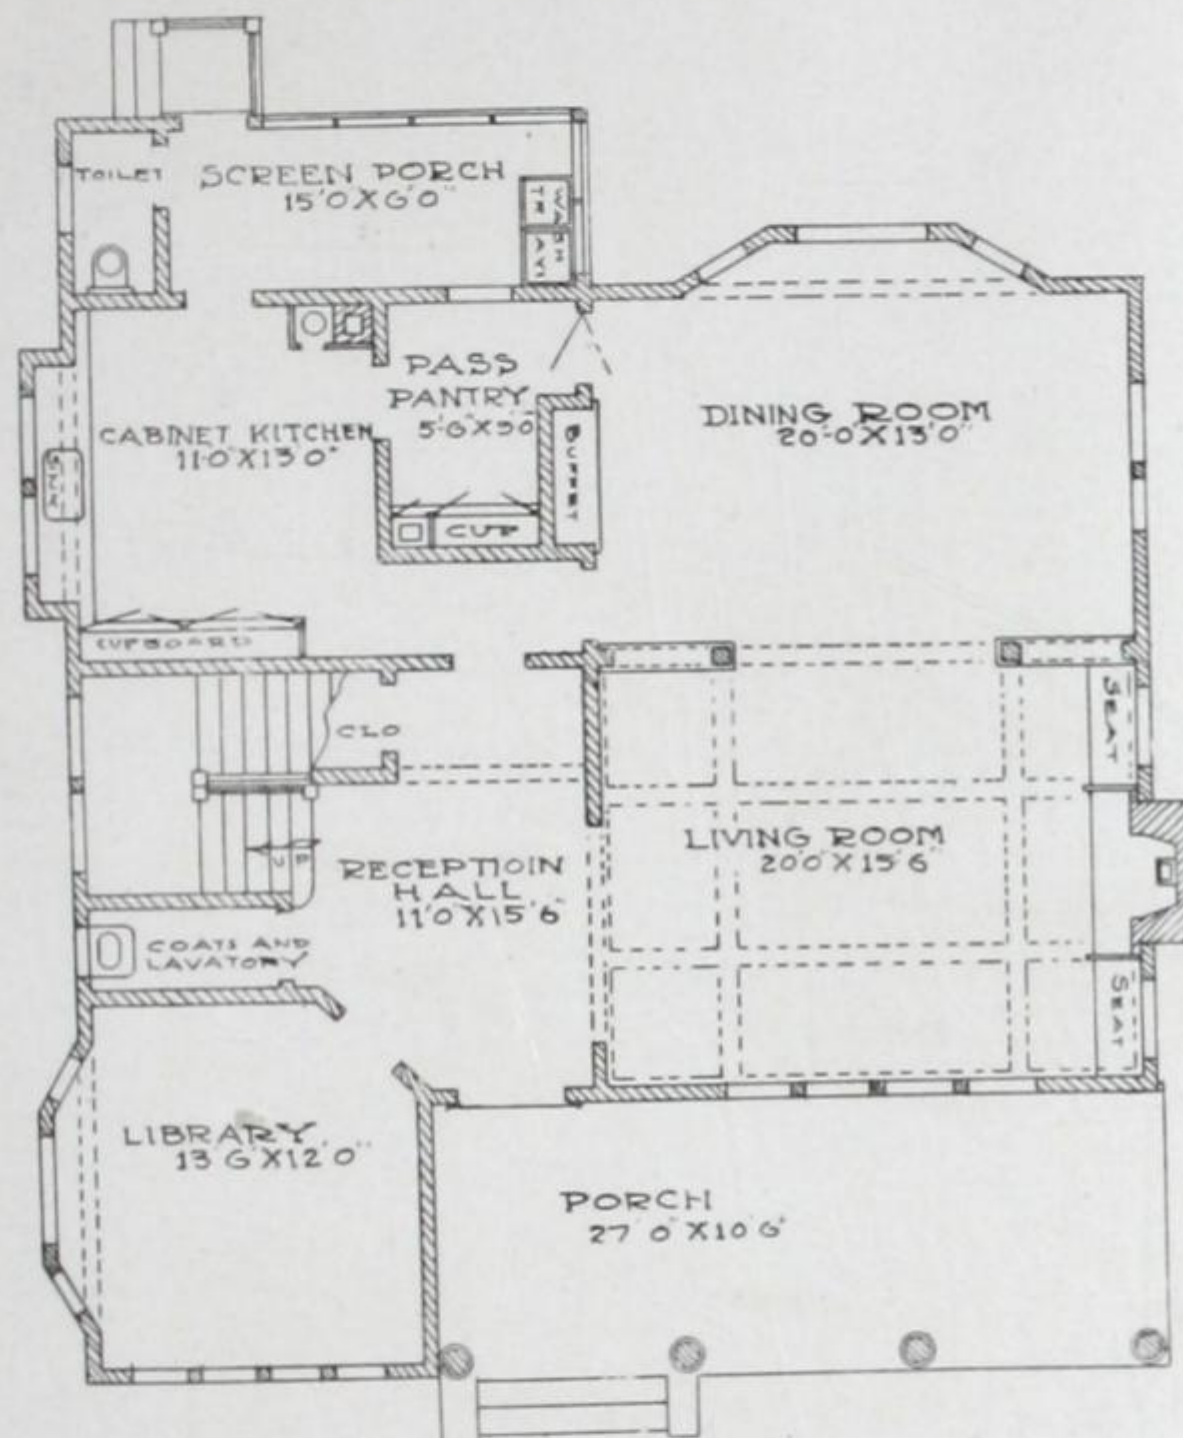 TOILET
SCREEN PORCH
15'0"X6'0"
WASH
TRAYS
PASS
PANTRY
5'-6"X9'0"
CABINET KITCHEN
11'-0"X13'0"
SINK
DINING ROOM
20'-0"X13'0"
BUFFET
CUP
CUPBOARD
CLO
SEAT
LIVING ROOM
20'0"X15'6"
RECEPTIOIN
HALL
11'0"X15'6"
UP
COATS AND
LAVATORY
SEAT
LIBRARY
13'6"X12'0"
PORCH
27'0"X10'6"